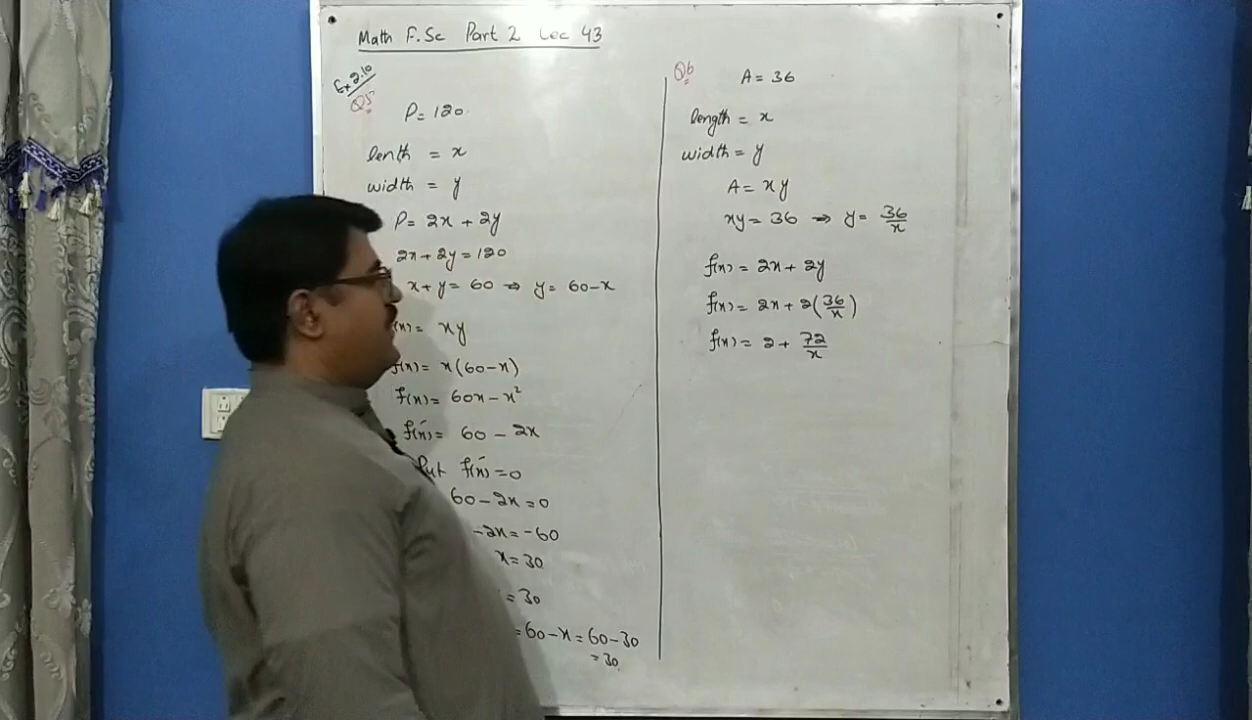 Math F.Sc Part 2 Lec 43
Ex 2.10
Q5
P = 120
lenth = x
width = y
P = 2x + 2y
2x + 2y = 120
x + y = 60 ⇒ y = 60 - x
(x) = xy
f(x) = x(60 - x)
f(x) = 60x - x²
f́(x) = 60 - 2x
Put f́(x) = 0
60 - 2x = 0
-2x = -60
x = 30
= 30
= 60 - x = 60 - 30
= 30
Q6
A = 36
length = x
width = y
A = xy
xy = 36 ⇒ y = 36/x
f(x) = 2x + 2y
f(x) = 2x + 2(36/x)
f(x) = 2 + 72/x